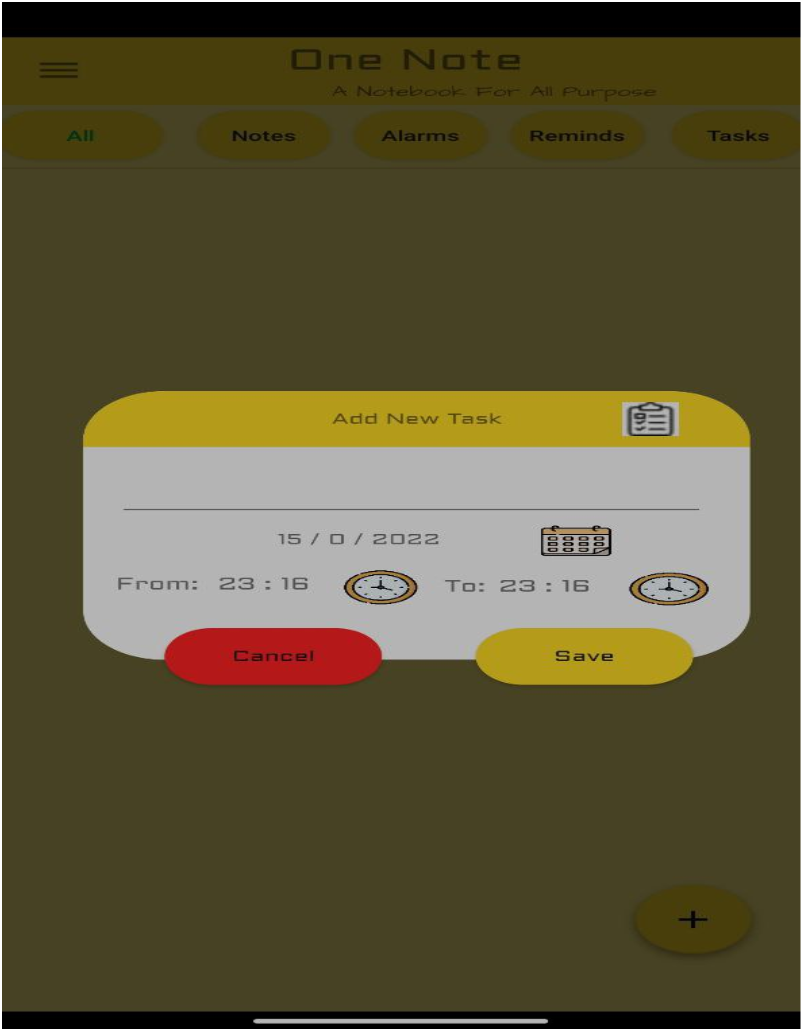 One Note
A Notebook For All Purpose
All Notes Alarms Reminds Tasks
Add New Task
15 / 0 / 2022
From: 23 : 16 To: 23 : 16
Cancel Save
+